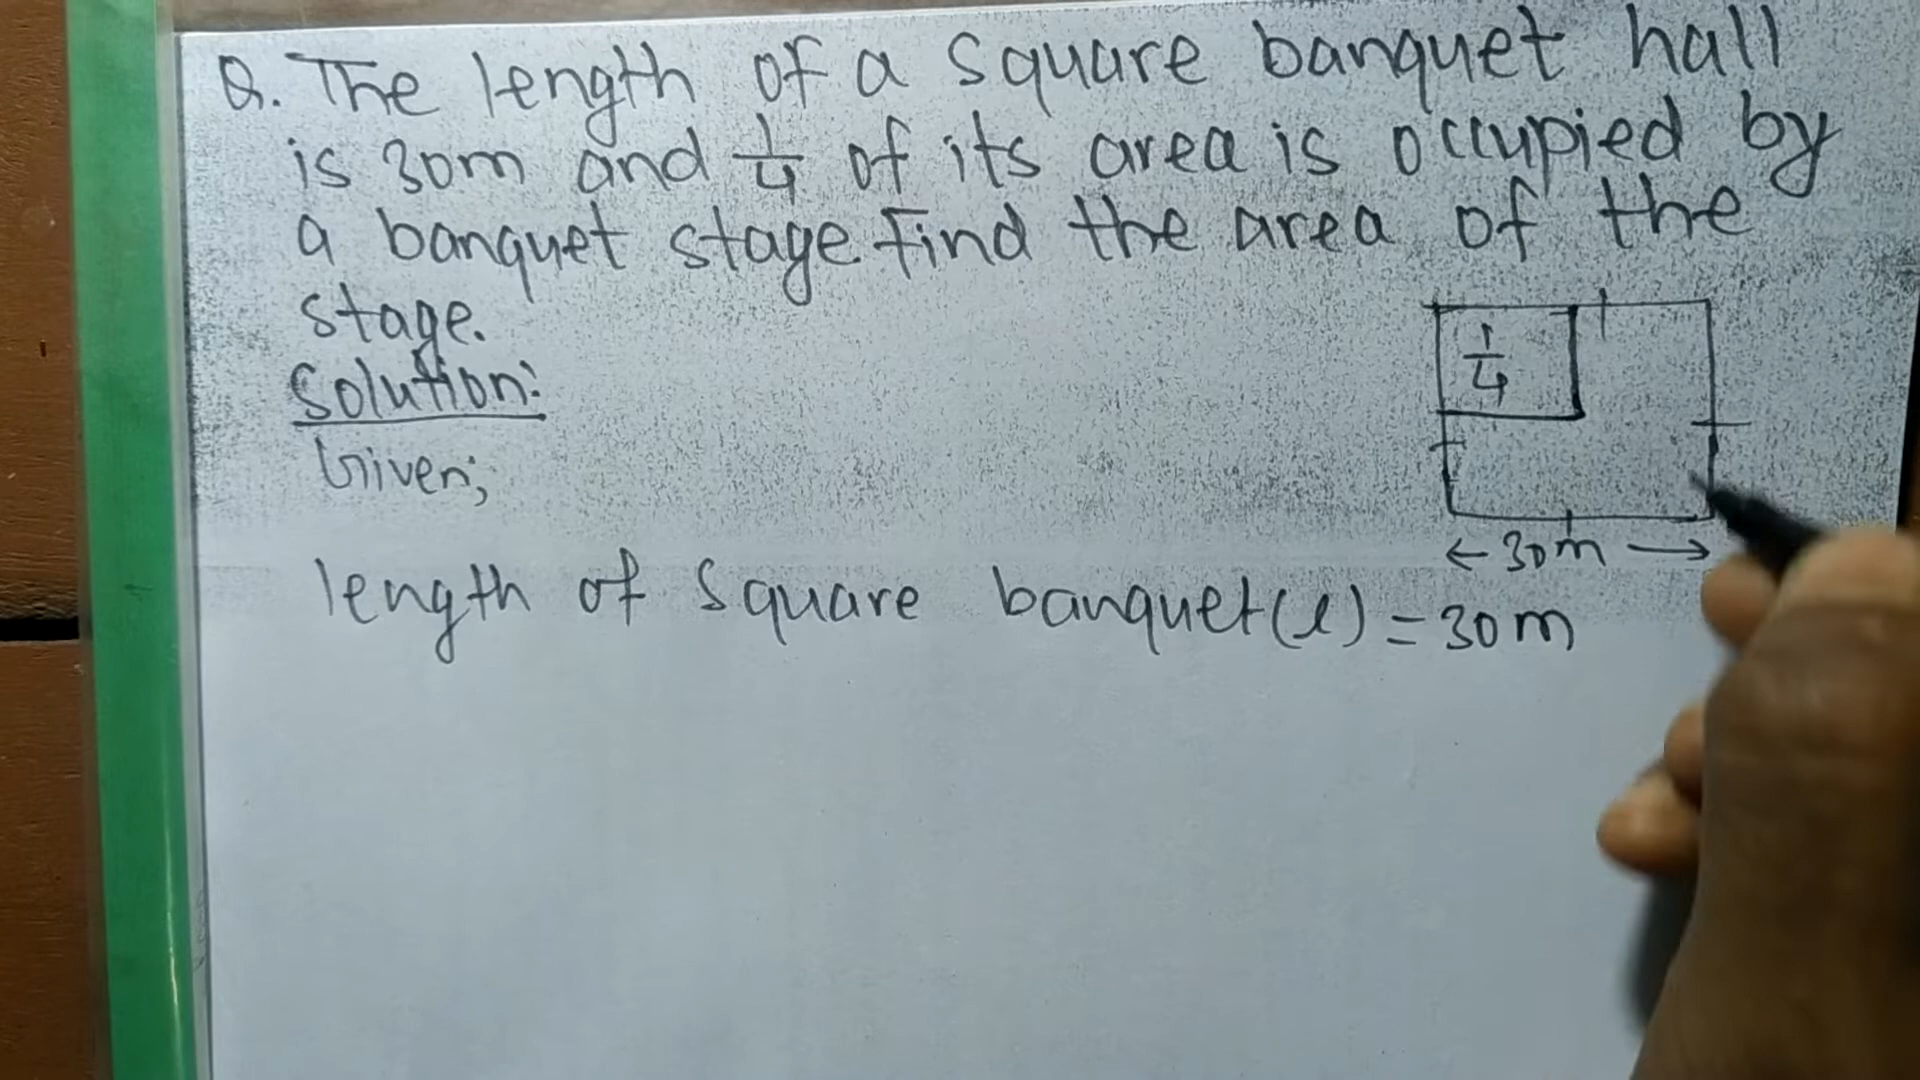 Q. The length of a square banquet hall
is 30m and 1/4 of its area is occupied by
a banquet stage. Find the area of the
stage.
Solution:
Given;
length of square banquet (l) = 30m
1/4
← 30m →